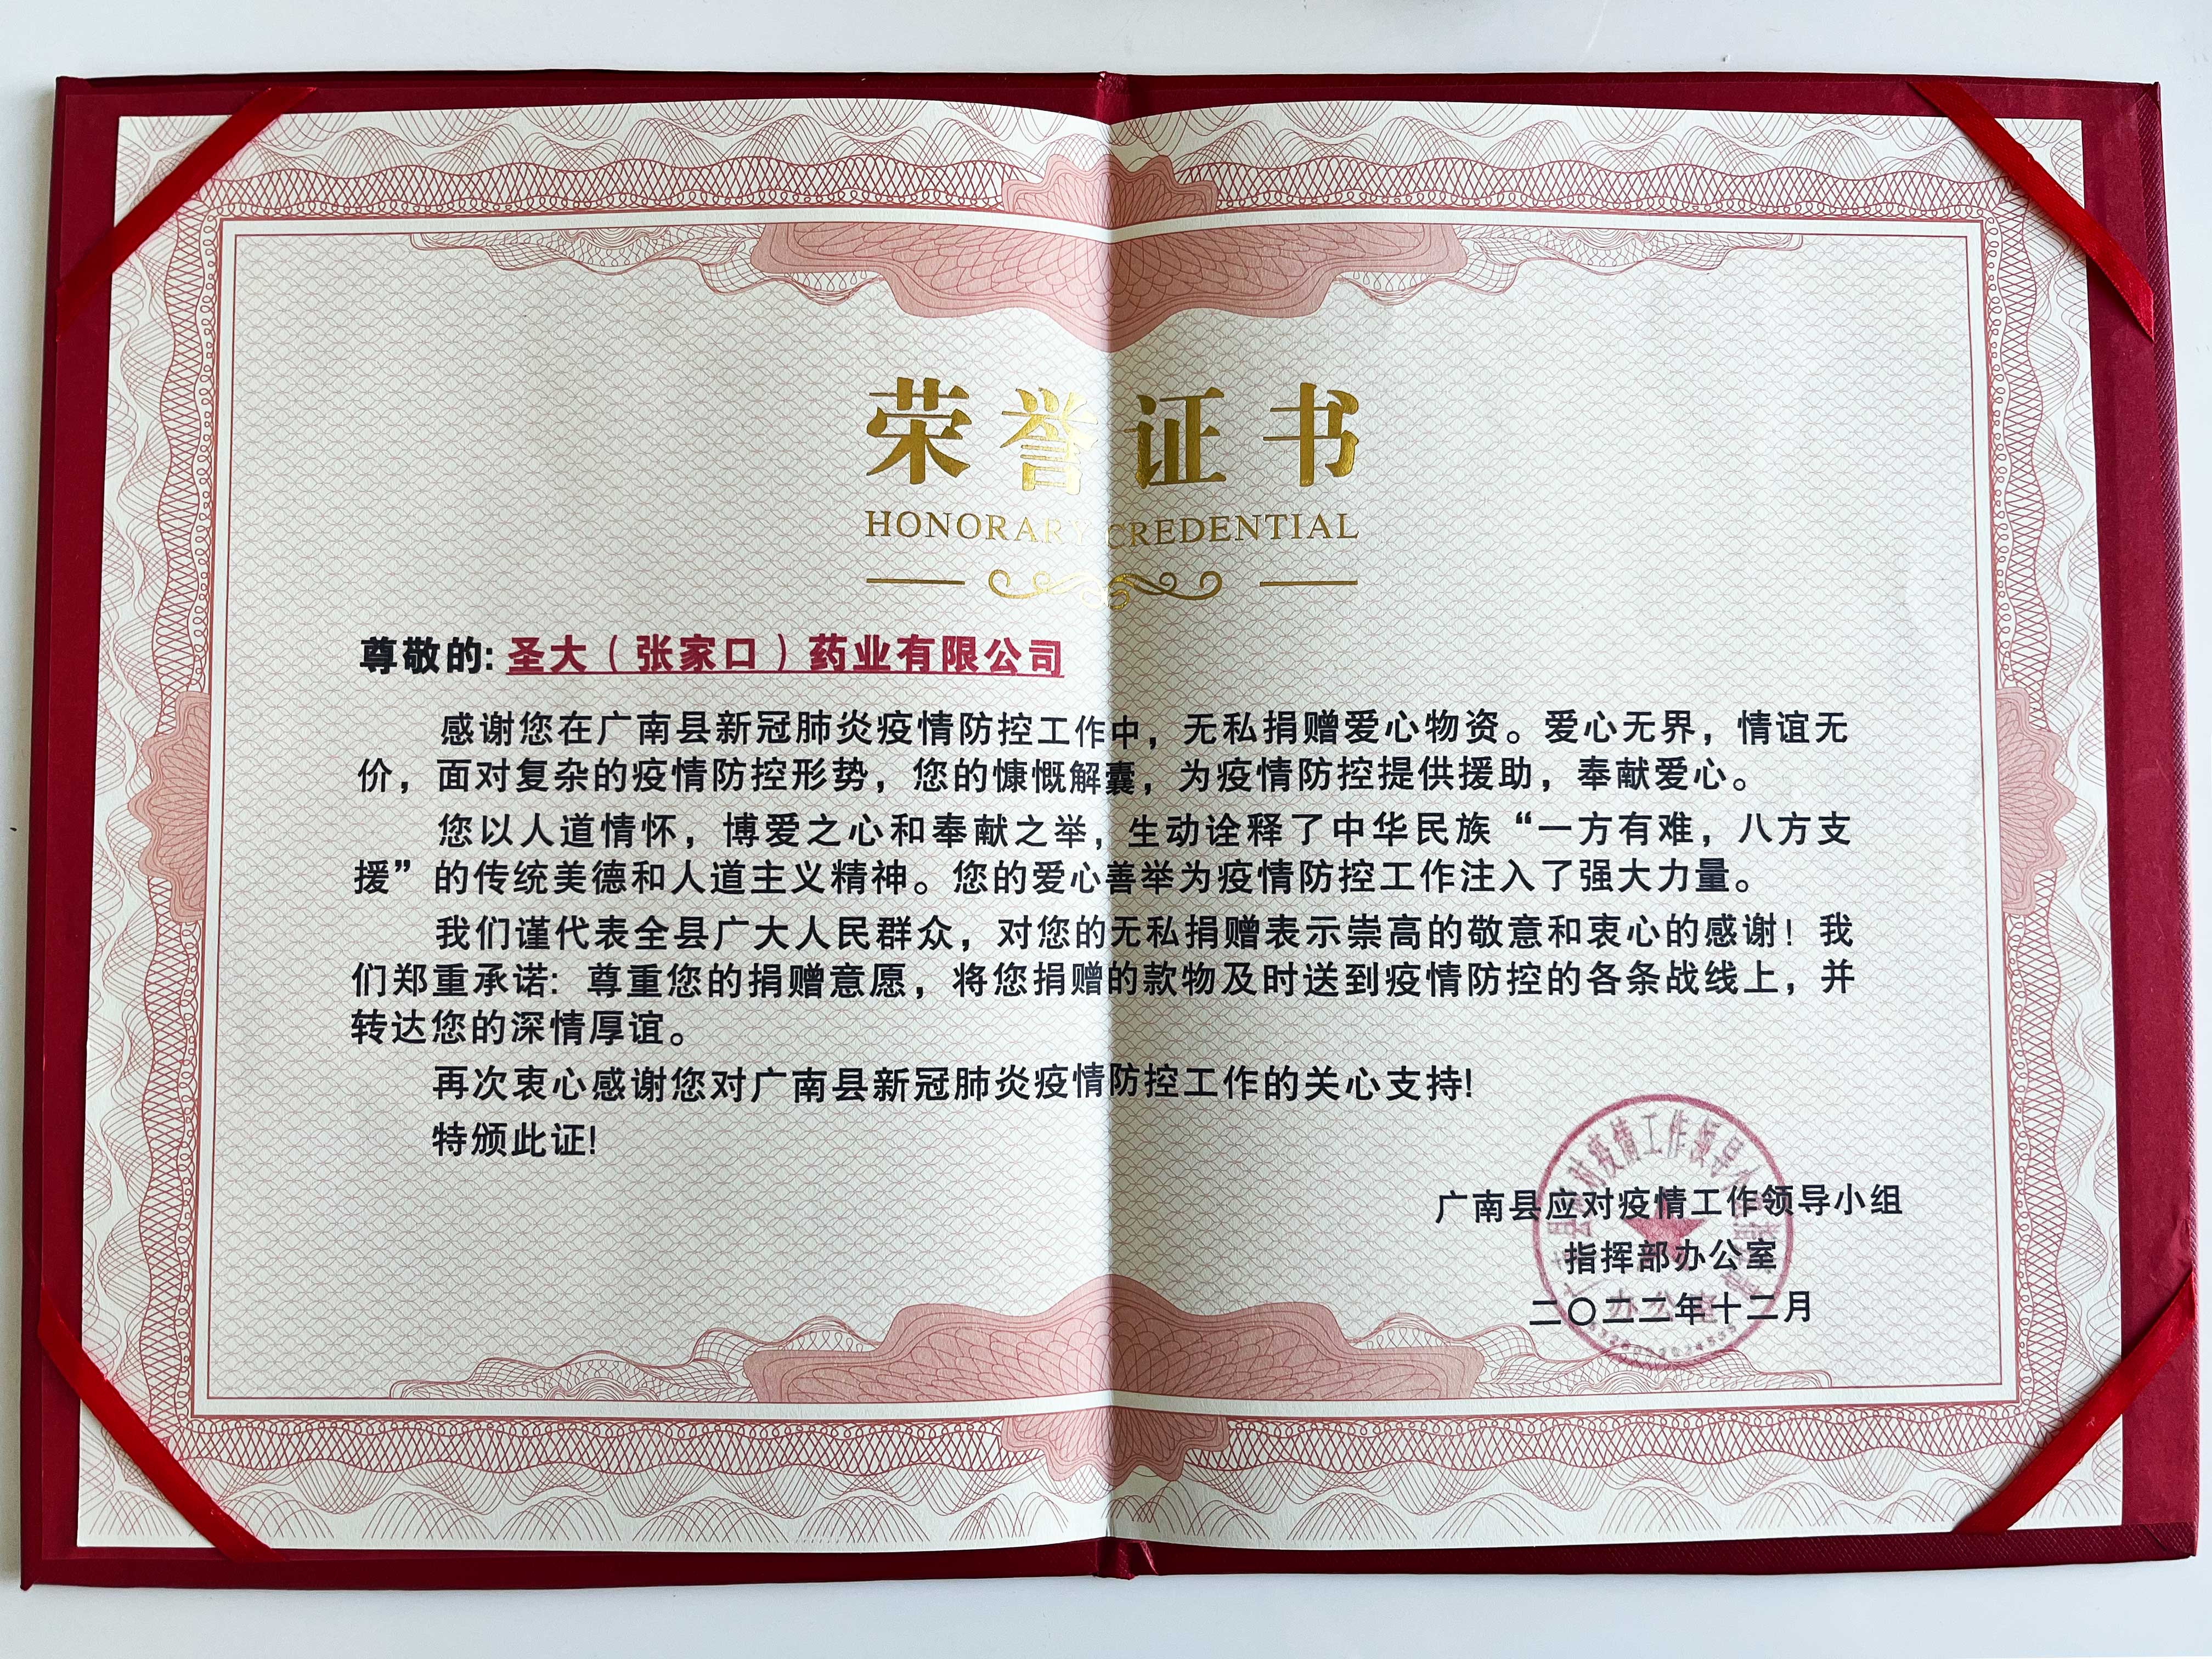 荣誉证书
HONORARY CREDENTIAL
尊敬的:圣大（张家口）药业有限公司
感谢您在广南县新冠肺炎疫情防控工作中，无私捐赠爱心物资。爱心无界，情谊无
价，面对复杂的疫情防控形势，您的慷慨解囊，为疫情防控提供援助，奉献爱心。
您以人道情怀，博爱之心和奉献之举，生动诠释了中华民族“一方有难，八方支
援”的传统美德和人道主义精神。您的爱心善举为疫情防控工作注入了强大力量。
我们谨代表全县广大人民群众，对您的无私捐赠表示崇高的敬意和衷心的感谢！我
们郑重承诺：尊重您的捐赠意愿，将您捐赠的款物及时送到疫情防控的各条战线上，并
转达您的深情厚谊。
再次衷心感谢您对广南县新冠肺炎疫情防控工作的关心支持!
特颁此证!
广南县应对疫情工作领导小组
指挥部办公室
二〇二二年十二月
对疫情工作领导小
办公室